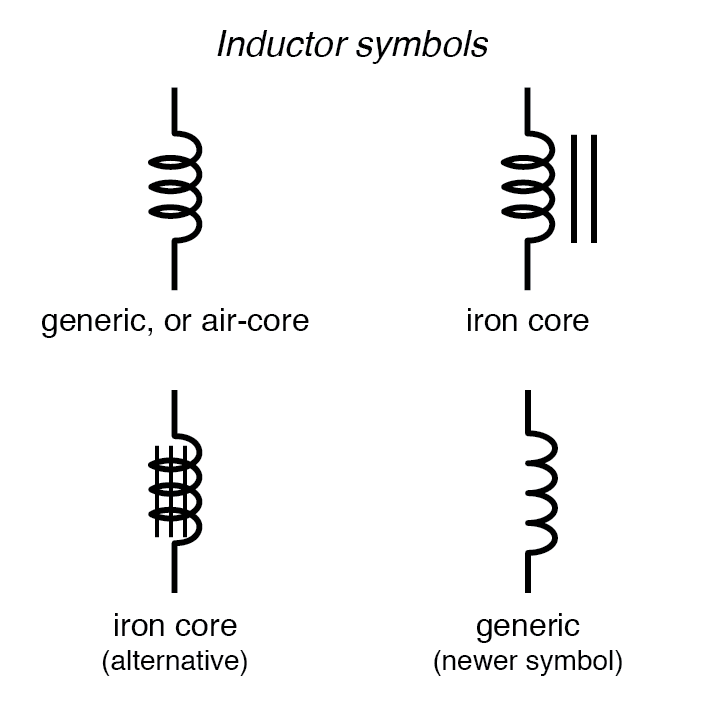 Inductor symbols
generic, or air-core
iron core
iron core
(alternative)
generic
(newer symbol)